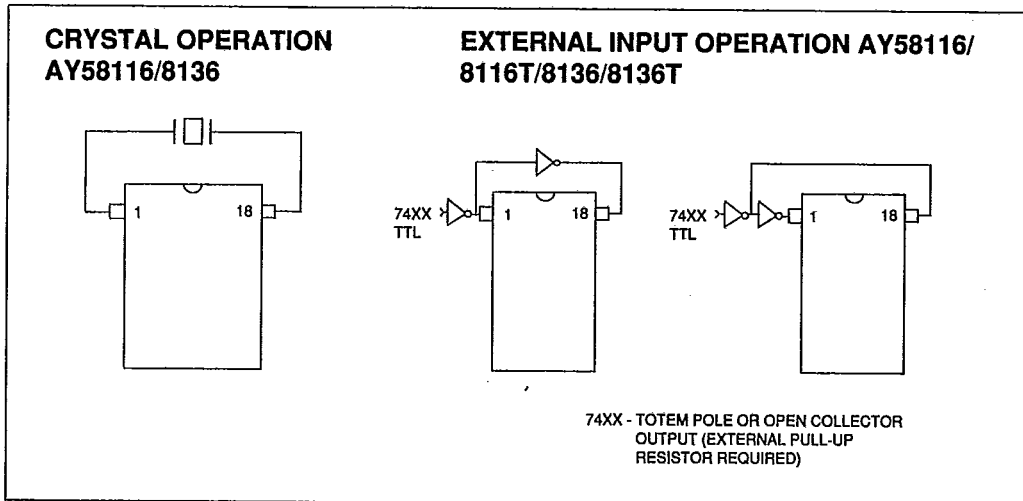 CRYSTAL OPERATION
AY58116/8136
EXTERNAL INPUT OPERATION AY58116/
8116T/8136/8136T
1 18
74XX
TTL
1 18
74XX
TTL
1 18
74XX - TOTEM POLE OR OPEN COLLECTOR
OUTPUT (EXTERNAL PULL-UP
RESISTOR REQUIRED)